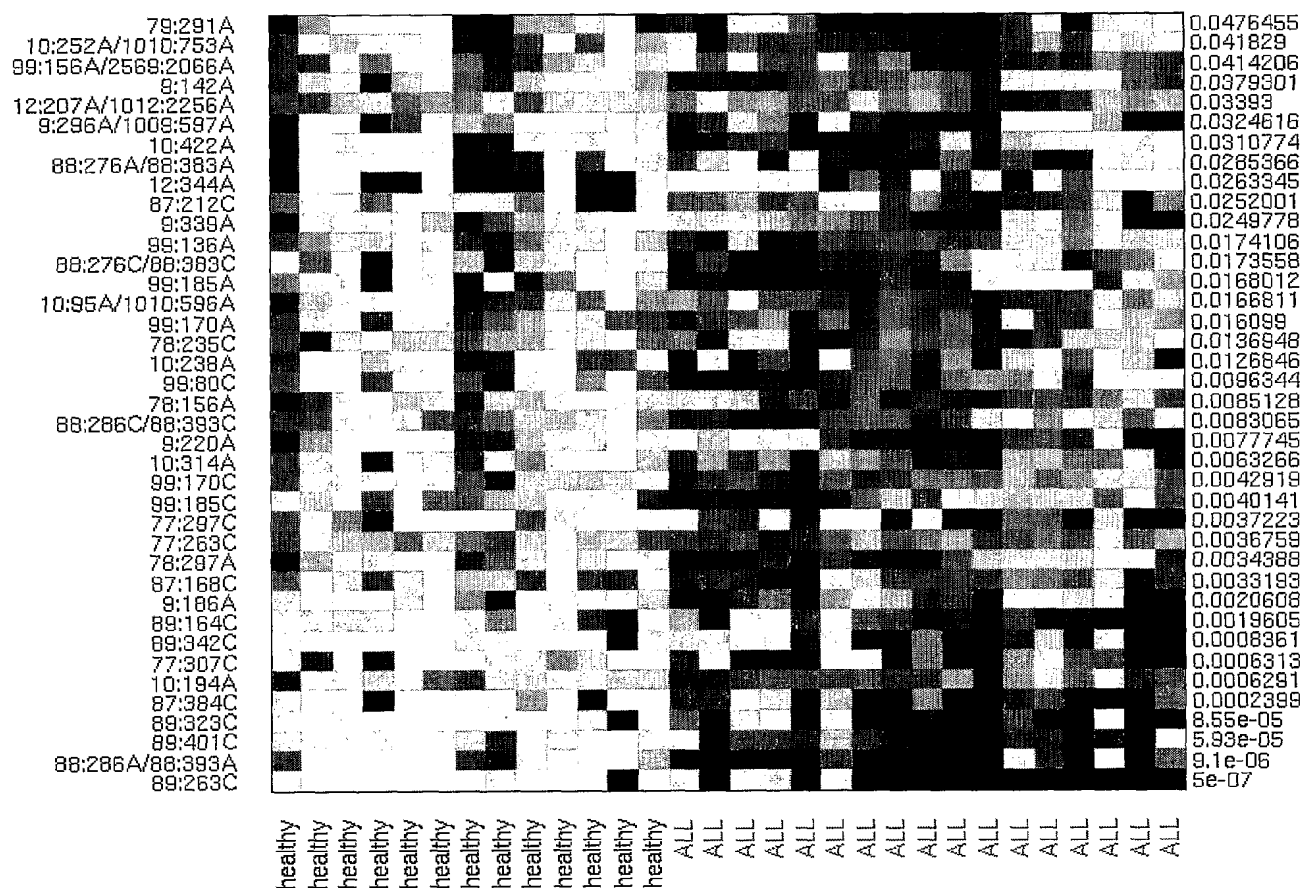 79:291A 0.0476455
10:252A/1010:753A 0.041829
99:156A/2569:2066A 0.0414206
9:142A 0.0379301
12:207A/1012:2256A 0.03393
9:296A/1009:597A 0.0324616
10:422A 0.0310774
88:276A/88:383A 0.0285366
12:344A 0.0263345
87:212C 0.0252001
9:339A 0.0249778
99:136A 0.0174106
88:276C/88:383C 0.0173558
99:185A 0.0168012
10:95A/1010:596A 0.0166811
99:170A 0.016099
78:235C 0.0136948
10:238A 0.0126846
99:80C 0.0096344
78:156A 0.0085128
88:286C/88:393C 0.0083065
9:220A 0.0077745
10:314A 0.0063266
99:170C 0.0042919
99:185C 0.0040141
77:297C 0.0037223
77:263C 0.0036759
78:297A 0.0034388
87:168C 0.0033193
9:186A 0.0020608
89:164C 0.0019605
89:342C 0.0008361
77:307C 0.0006313
10:194A 0.0006291
87:384C 0.0002399
89:323C 8.55e-05
89:401C 5.93e-05
88:286A/88:393A 9.1e-06
89:263C 5e-07
healthy healthy healthy healthy healthy healthy healthy healthy healthy healthy healthy healthy healthy ALL ALL ALL ALL ALL ALL ALL ALL ALL ALL ALL ALL ALL ALL ALL ALL ALL